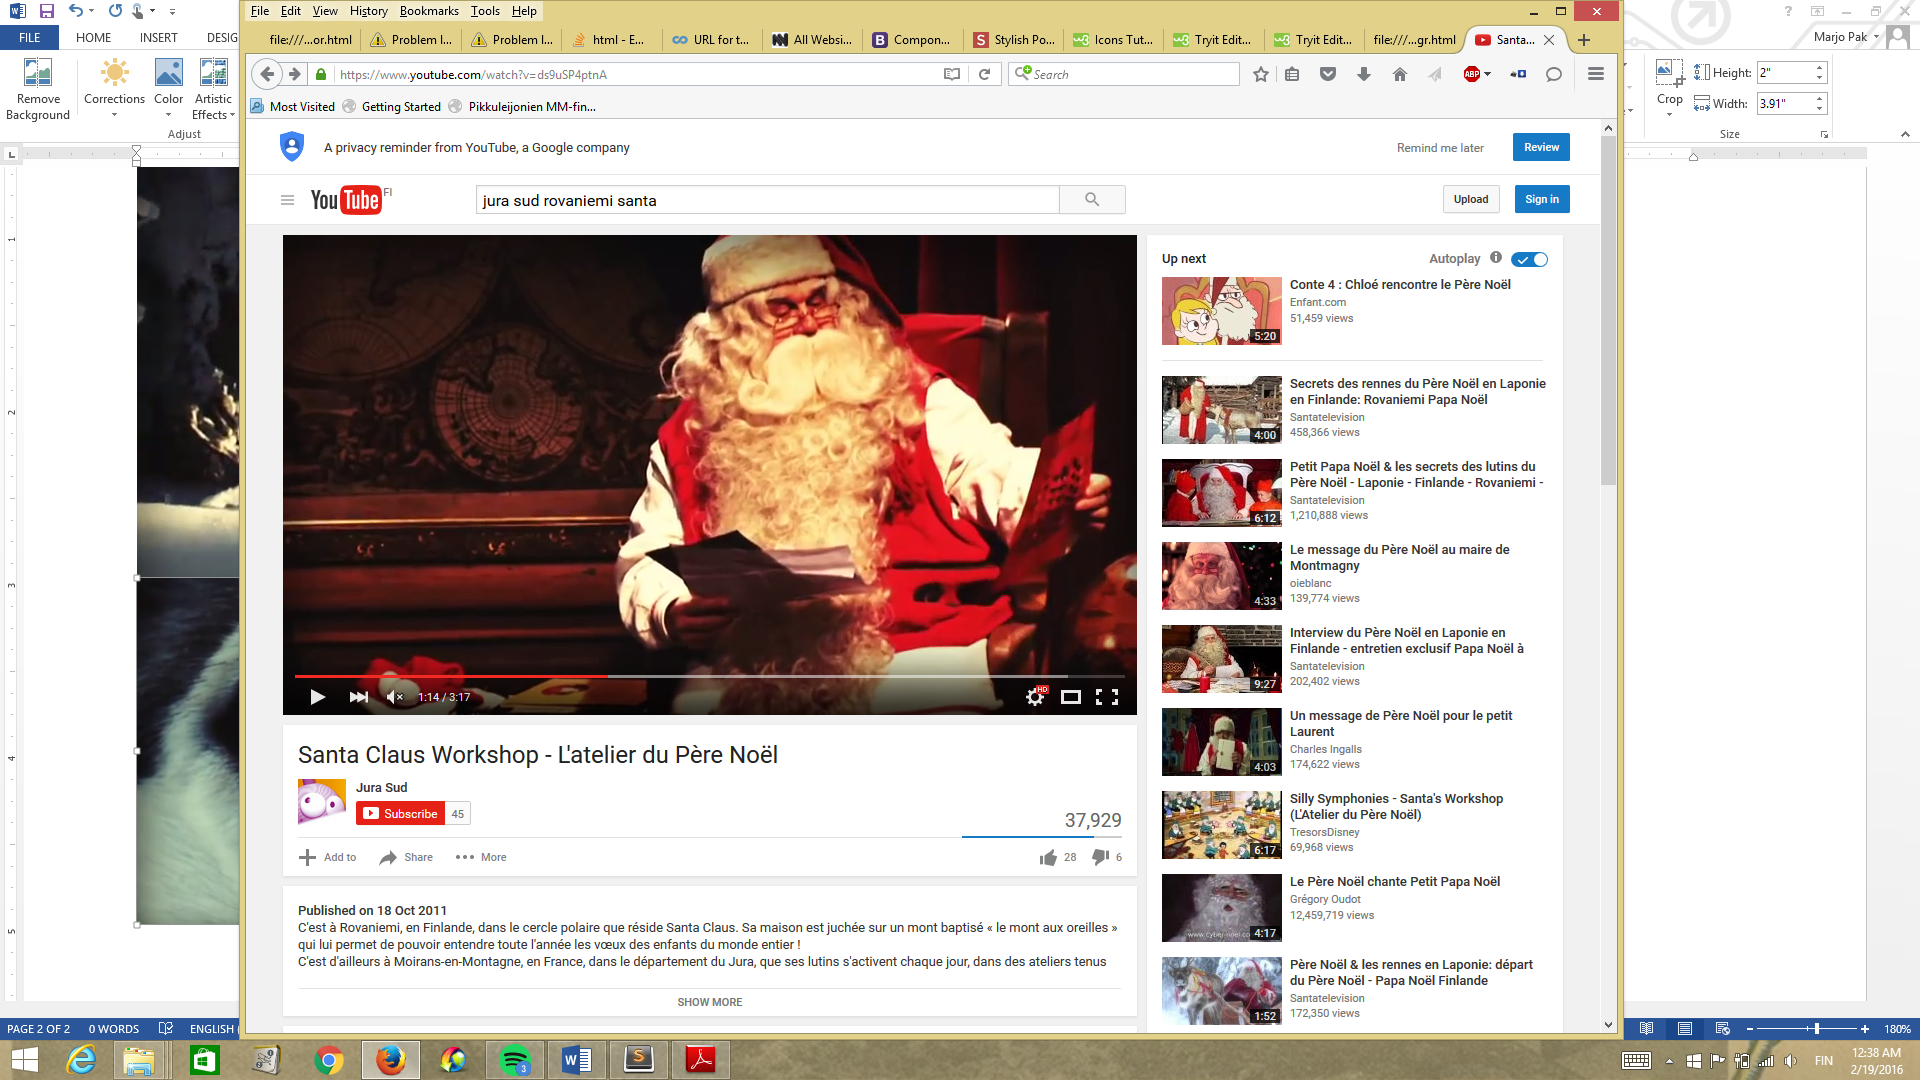 File Edit View History Bookmarks Tools Help
FILE HOME INSERT DESIG
file:///...or.html Problem l... Problem l... html - E... URL for t... All Websi... Compon... Stylish Po... Icons Tut... Tryit Edit... Tryit Edit... file:///...gr.html Santa...
Marjo Pak
https://www.youtube.com/watch?v=ds9uSP4ptnA
Search
ABP
Remove Background
Corrections
Color
Artistic Effects
Adjust
Crop
Height: 2"
Width: 3.91"
Size
Most Visited Getting Started Pikkuleijonien MM-fin...
A privacy reminder from YouTube, a Google company
Remind me later
Review
YouTube FI
jura sud rovaniemi santa
Upload
Sign in
1:14 / 3:17
HD
Santa Claus Workshop - L'atelier du Père Noël
Jura Sud
Subscribe 45
37,929
Add to Share More
28 6
Published on 18 Oct 2011
C'est à Rovaniemi, en Finlande, dans le cercle polaire que réside Santa Claus. Sa maison est juchée sur un mont baptisé « le mont aux oreilles »
qui lui permet de pouvoir entendre toute l'année les vœux des enfants du monde entier !
C'est d'ailleurs à Moirans-en-Montagne, en France, dans le département du Jura, que ses lutins s'activent chaque jour, dans des ateliers tenus
SHOW MORE
Up next
Autoplay
Conte 4 : Chloé rencontre le Père Noël
Enfant.com
51,459 views
5:20
Secrets des rennes du Père Noël en Laponie
en Finlande: Rovaniemi Papa Noël
Santatelevision
458,366 views
4:00
Petit Papa Noël & les secrets des lutins du
Père Noël - Laponie - Finlande - Rovaniemi -
Santatelevision
1,210,888 views
6:12
Le message du Père Noël au maire de
Montmagny
oieblanc
139,774 views
4:33
Interview du Père Noël en Laponie en
Finlande - entretien exclusif Papa Noël à
Santatelevision
202,402 views
9:27
Un message de Père Noël pour le petit
Laurent
Charles Ingalls
174,622 views
4:03
Silly Symphonies - Santa's Workshop
(L'Atelier du Père Noël)
TresorsDisney
69,968 views
6:17
Le Père Noël chante Petit Papa Noël
Grégory Oudot
12,459,719 views
4:17
Père Noël & les rennes en Laponie: départ
du Père Noël - Papa Noël Finlande
Santatelevision
172,350 views
1:52
PAGE 2 OF 2 0 WORDS ENGLISH
180%
3
FIN
12:38 AM
2/19/2016